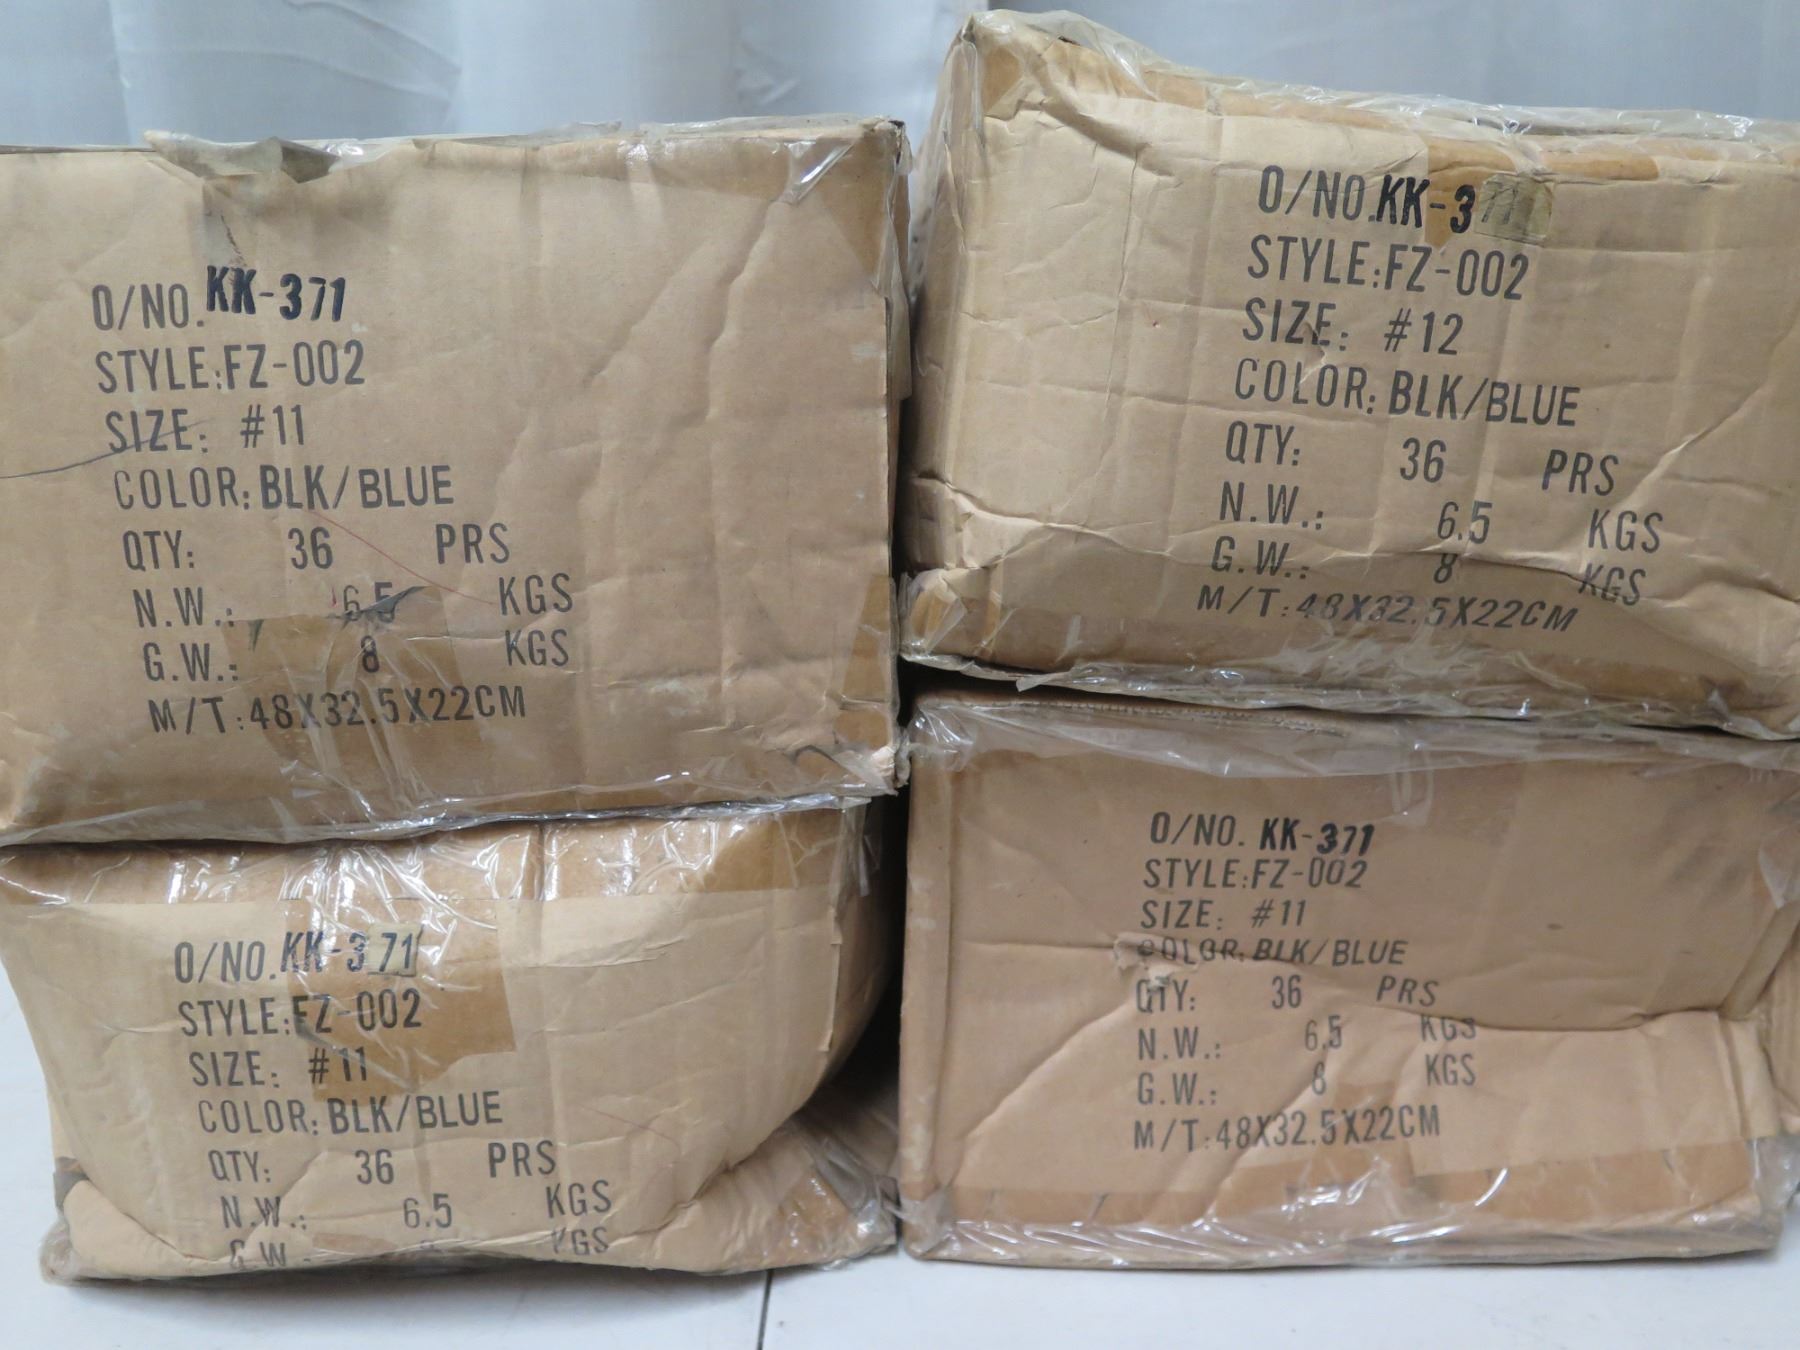 O/NO. KK-371
STYLE:FZ-002
SIZE: #11
COLOR:BLK/BLUE
QTY: 36 PRS
N.W.: 6.5 KGS
G.W.: 8 KGS
M/T:48X32.5X22CM
O/NO.KK-371
STYLE:FZ-002
SIZE: #12
COLOR:BLK/BLUE
QTY: 36 PRS
N.W.: 6.5 KGS
G.W.: 8 KGS
M/T:48X32.5X22CM
O/NO.KK-371
STYLE:FZ-002
SIZE: #11
COLOR:BLK/BLUE
QTY: 36 PRS
N.W.: 6.5 KGS
G.W. KGS
O/NO. KK-371
STYLE:FZ-002
SIZE: #11
COLOR:BLK/BLUE
QTY: 36 PRS
N.W.: 6.5 KGS
G.W.: 8 KGS
M/T:48X32.5X22CM